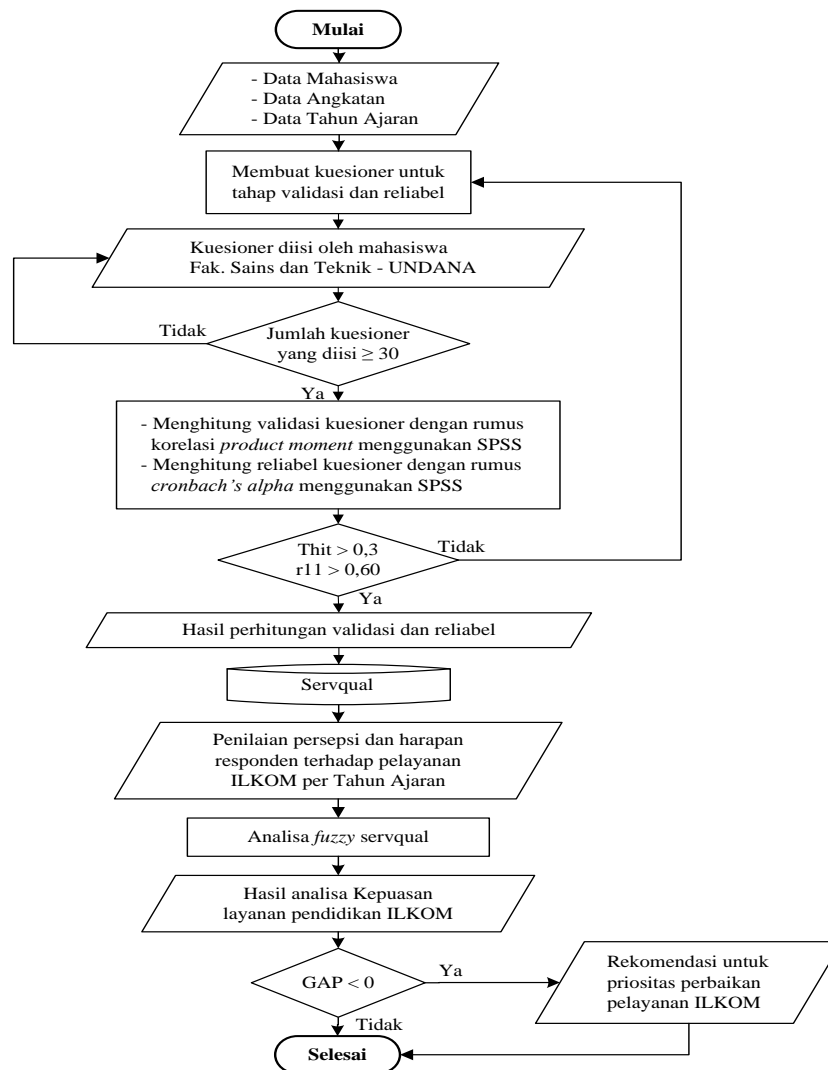 Mulai
- Data Mahasiswa
- Data Angkatan
- Data Tahun Ajaran
Membuat kuesioner untuk
tahap validasi dan reliabel
Kuesioner diisi oleh mahasiswa
Fak. Sains dan Teknik - UNDANA
Tidak
Jumlah kuesioner
yang diisi ≥ 30
Ya
- Menghitung validasi kuesioner dengan rumus
korelasi product moment menggunakan SPSS
- Menghitung reliabel kuesioner dengan rumus
cronbach's alpha menggunakan SPSS
Thit > 0,3
r11 > 0,60
Tidak
Ya
Hasil perhitungan validasi dan reliabel
Servqual
Penilaian persepsi dan harapan
responden terhadap pelayanan
ILKOM per Tahun Ajaran
Analisa fuzzy servqual
Hasil analisa Kepuasan
layanan pendidikan ILKOM
GAP < 0
Ya
Rekomendasi untuk
priositas perbaikan
pelayanan ILKOM
Tidak
Selesai